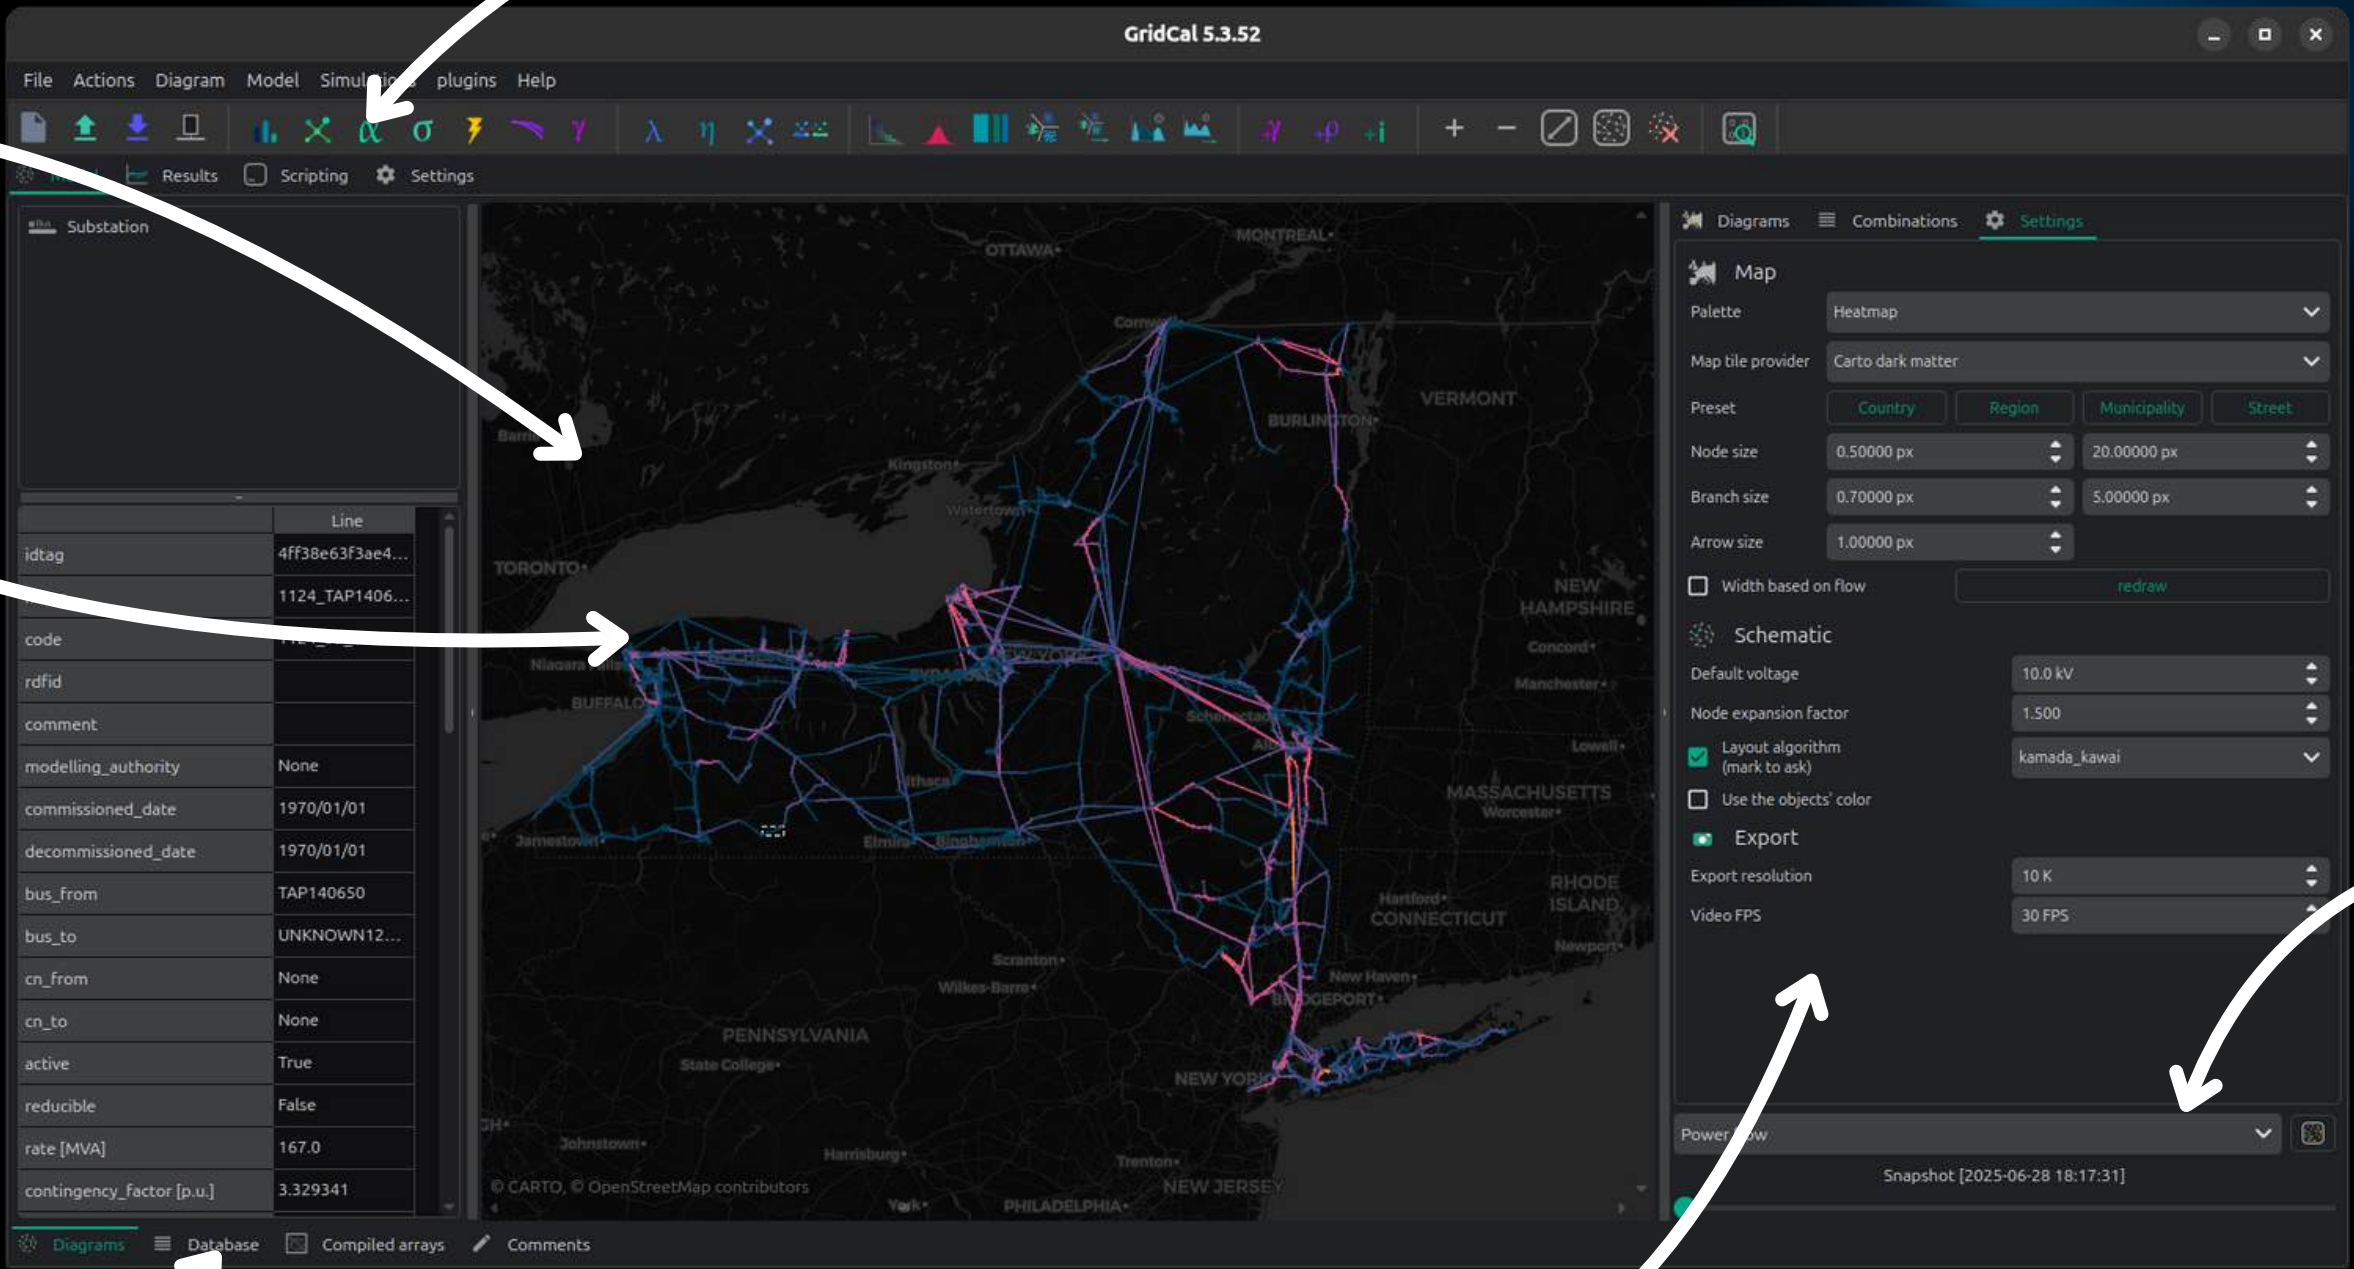 GridCal 5.3.52
File Actions Diagram Model plugins Help
α σ γ λ η +γ +ρ +i + −
Results Scripting Settings
Substation
Line
idtag 4ff38e63f3ae4...
1124_TAP1406...
code
rdfid
comment
modelling_authority None
commissioned_date 1970/01/01
decommissioned_date 1970/01/01
bus_from TAP140650
bus_to UNKNOWN12...
cn_from None
cn_to None
active True
reducible False
rate [MVA] 167.0
contingency_factor [p.u.] 3.329341
OTTAWA
MONTREAL
VERMONT
Kingston
Watertown
TORONTO
NEW HAMPSHIRE
Concord
Manchester
BUFFALO
Lowell
Ithaca
MASSACHUSETTS
Worcester
Jamestown
Elmira
Binghamton
RHODE ISLAND
Hartford
CONNECTICUT
Newport
Scranton
New Haven
Wilkes-Barre
PENNSYLVANIA
State College
NEW YORK
Johnstown
Harrisburg
Trenton
NEW JERSEY
York
PHILADELPHIA
© CARTO, © OpenStreetMap contributors
Diagrams Combinations Settings
Map
Palette Heatmap
Map tile provider Carto dark matter
Preset Country Region Municipality Street
Node size 0.50000 px 20.00000 px
Branch size 0.70000 px 5.00000 px
Arrow size 1.00000 px
Width based on flow redraw
Schematic
Default voltage 10.0 kV
Node expansion factor 1.500
Layout algorithm
(mark to ask) kamada_kawai
Use the objects' color
Export
Export resolution 10 K
Video FPS 30 FPS
Power
Snapshot [2025-06-28 18:17:31]
Diagrams Database Compiled arrays Comments